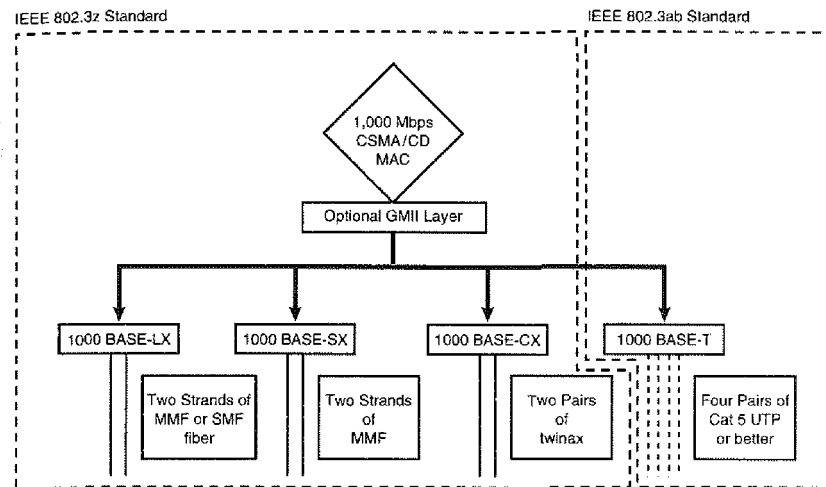 IEEE 802.3z Standard
IEEE 802.3ab Standard
1,000 Mbps
CSMA/CD
MAC
Optional GMII Layer
1000 BASE-LX
1000 BASE-SX
1000 BASE-CX
1000 BASE-T
Two Strands of
MMF or SMF
fiber
Two Strands
of
MMF
Two Pairs
of
twinax
Four Pairs of
Cat 5 UTP
or better